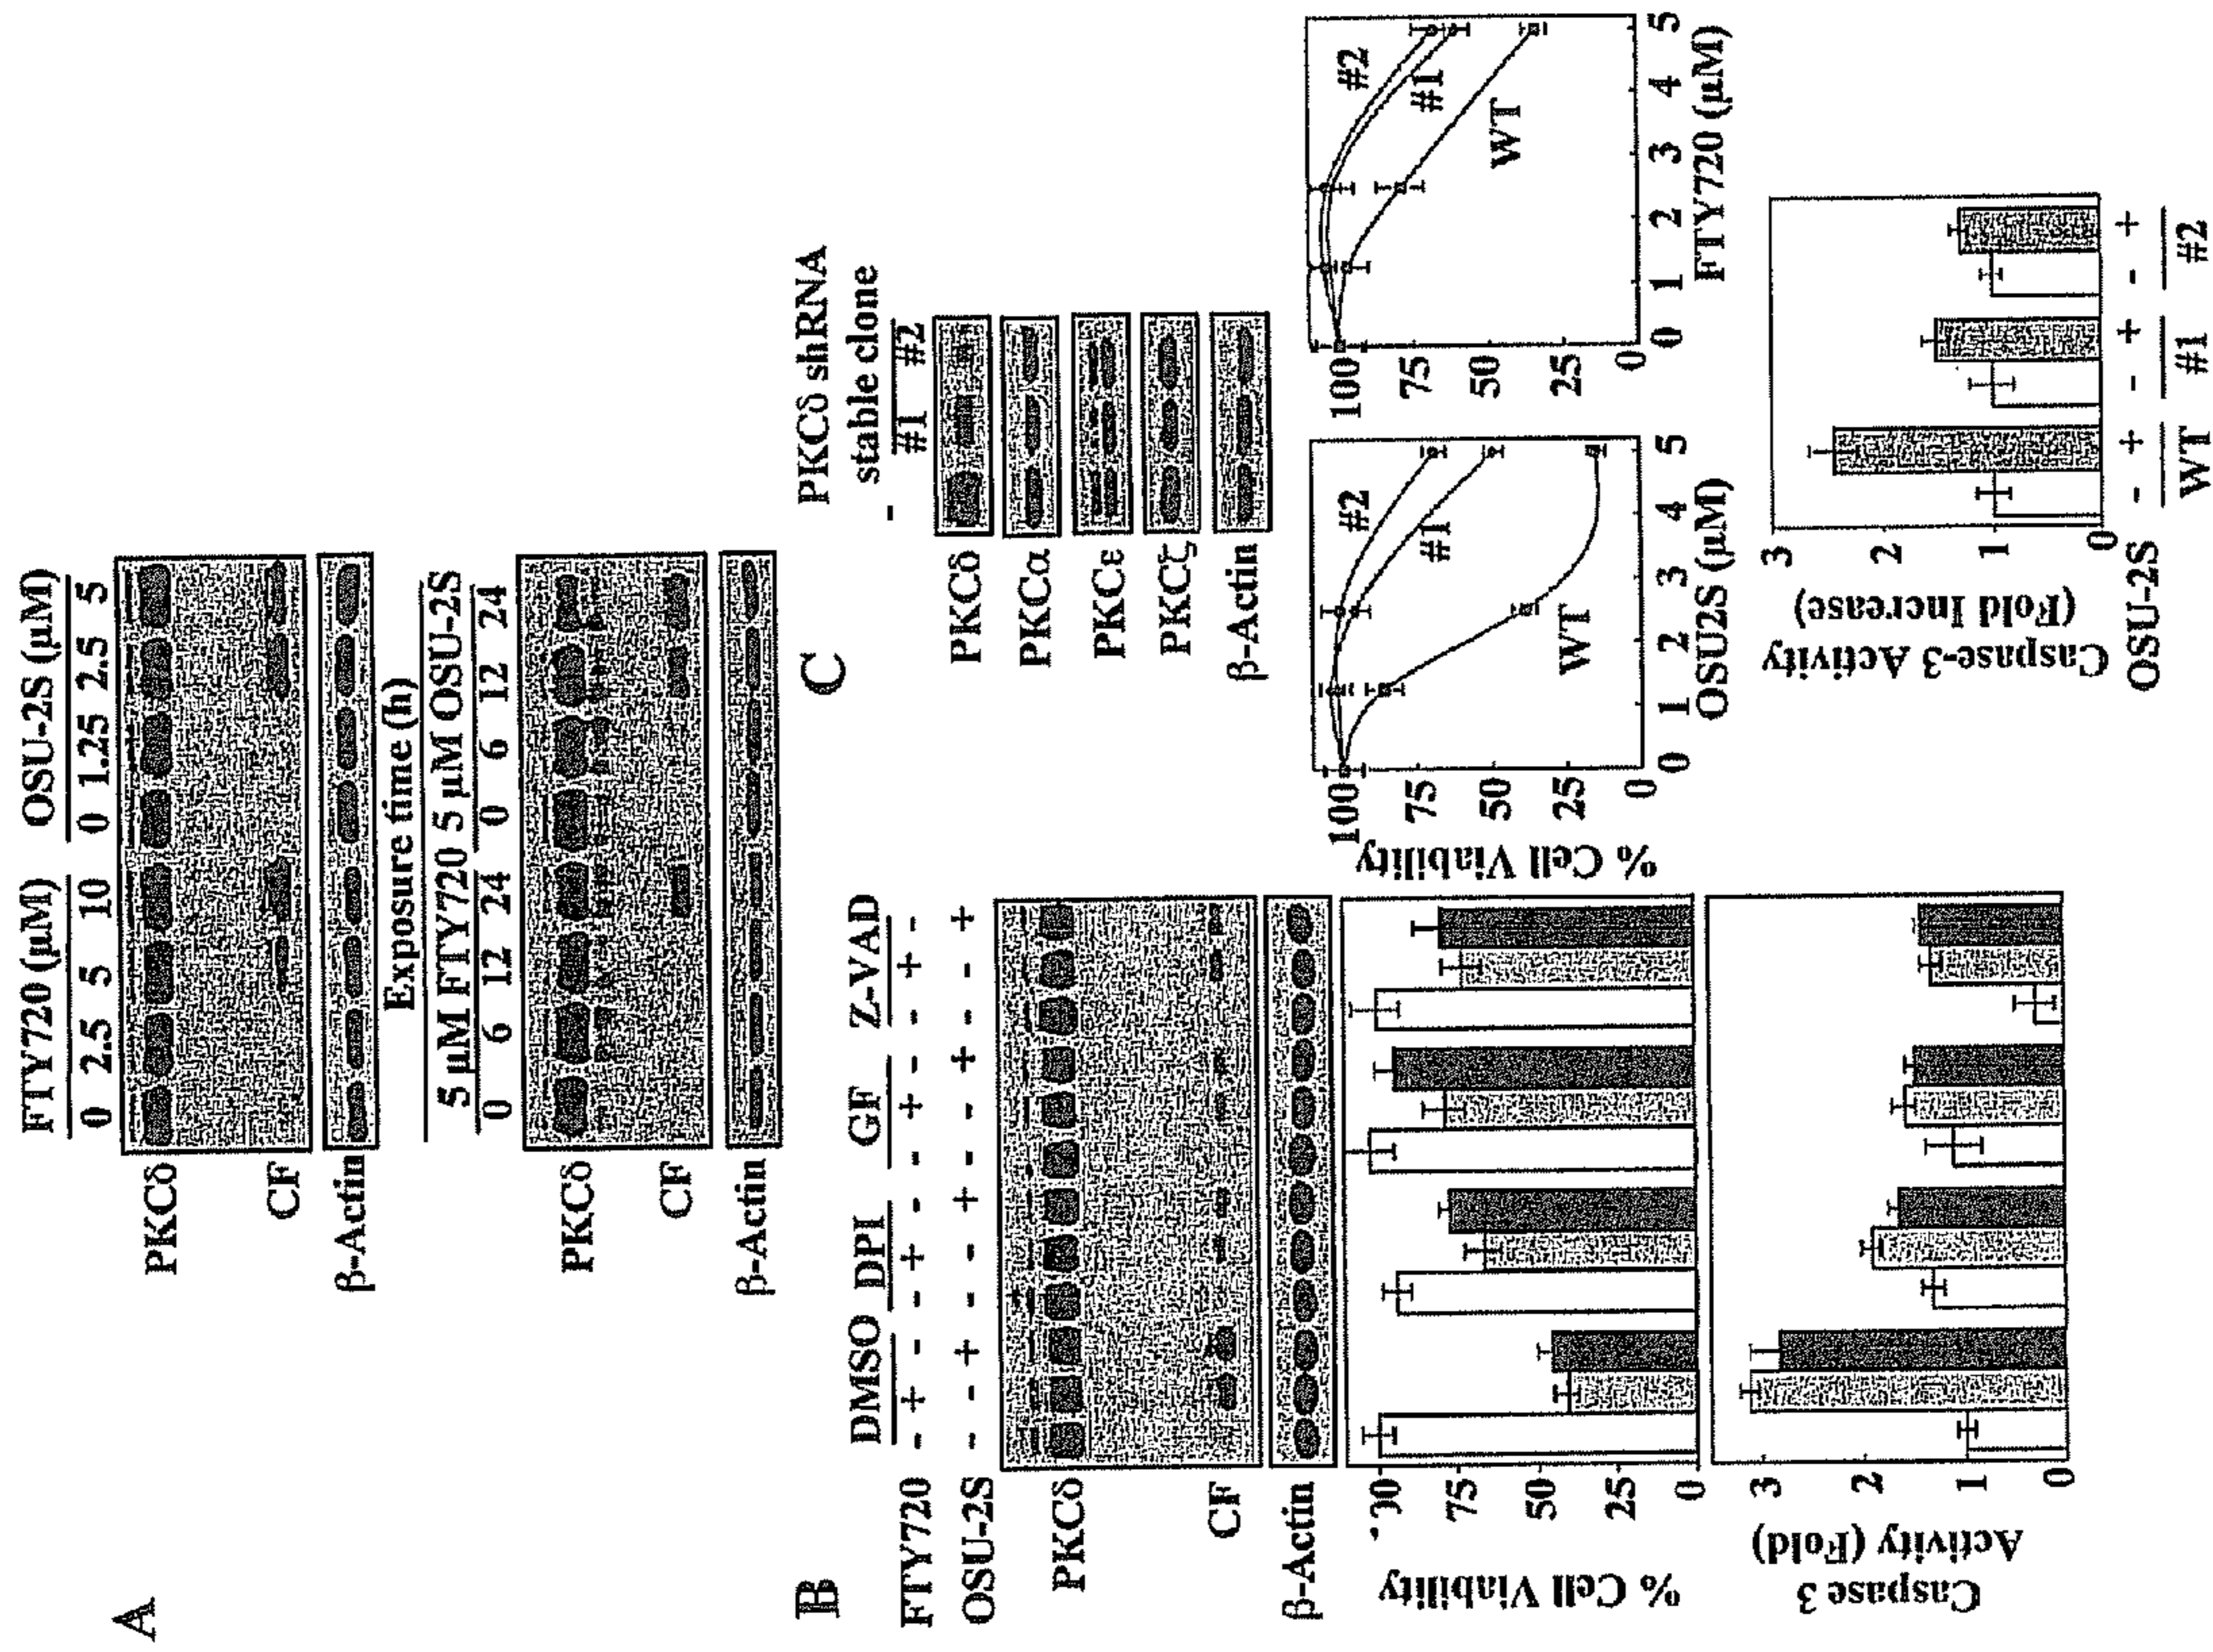 A
FTY720 (µM) OSU-2S (µM)
0 2.5 5 10 0 1.25 2.5 5
PKCδ
CF
β-Actin
Exposure time (h)
5 µM FTY720 5 µM OSU-2S
0 6 12 24 0 6 12 24
PKCδ
CF
β-Actin
B
DMSO DPI GF Z-VAD
FTY720 - + - - + - - + - - + -
OSU-2S - - + - - + - - + - - +
PKCδ
CF
β-Actin
% Cell Viability
75
50
25
0
Caspase 3
Activity (Fold)
3
2
1
0
C
PKCδ shRNA
stable clone
- #1 #2
PKCδ
PKCα
PKCε
PKCζ
β-Actin
% Cell Viability
100
75
50
25
0
#2
#1
WT
0 1 2 3 4 5
OSU2S (µM)
100
75
50
25
0
#2
#1
WT
0 1 2 3 4 5
FTY720 (µM)
Caspase-3 Activity
(Fold Increase)
3
2
1
0
OSU-2S - + - + - +
WT #1 #2